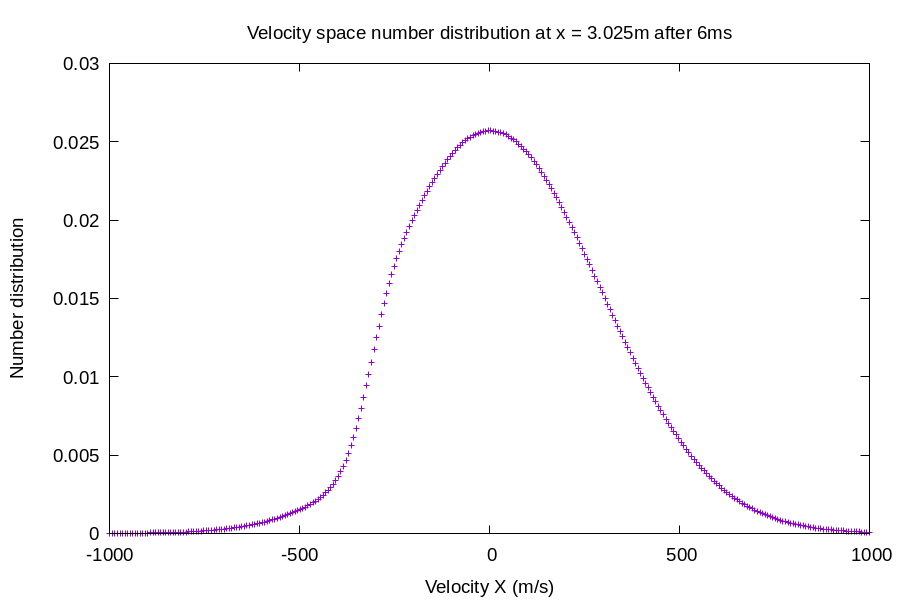 Velocity space number distribution at x = 3.025m after 6ms
0.03
0.025
0.02
0.015
0.01
0.005
0
Number distribution
-1000 -500 0 500 1000
Velocity X (m/s)